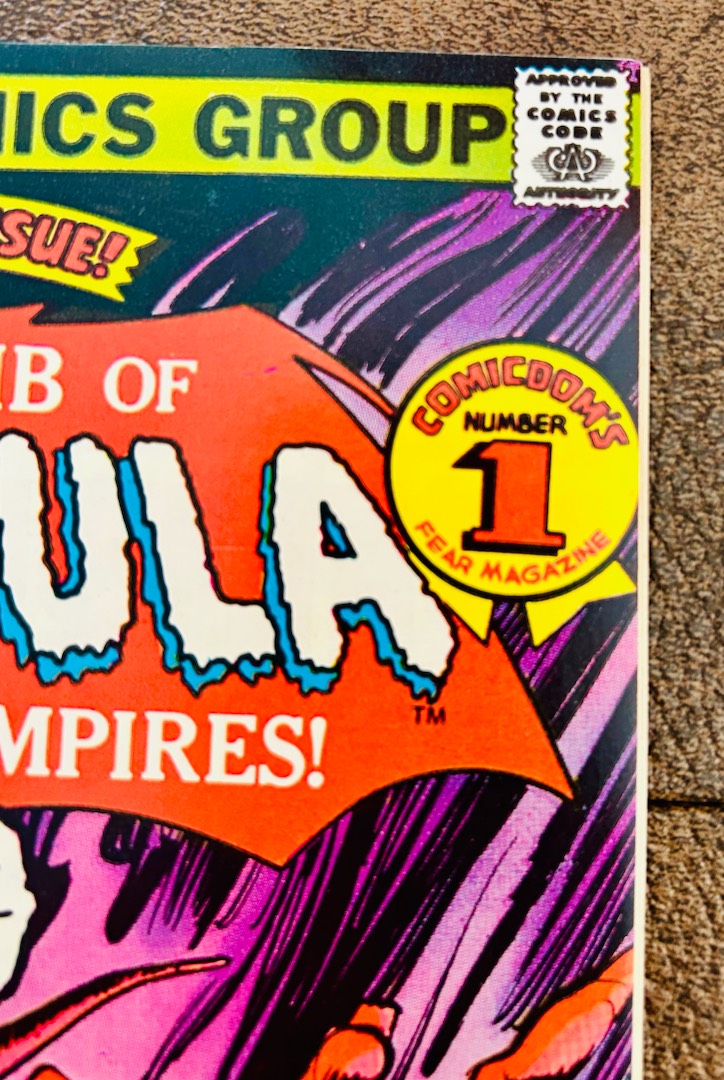 MICS GROUP
APPROVED
BY THE
COMICS
CODE
AUTHORITY
SSUE!
MB OF
ULA
TM
COMICDOM'S
NUMBER
1
FEAR MAGAZINE
MPIRES!